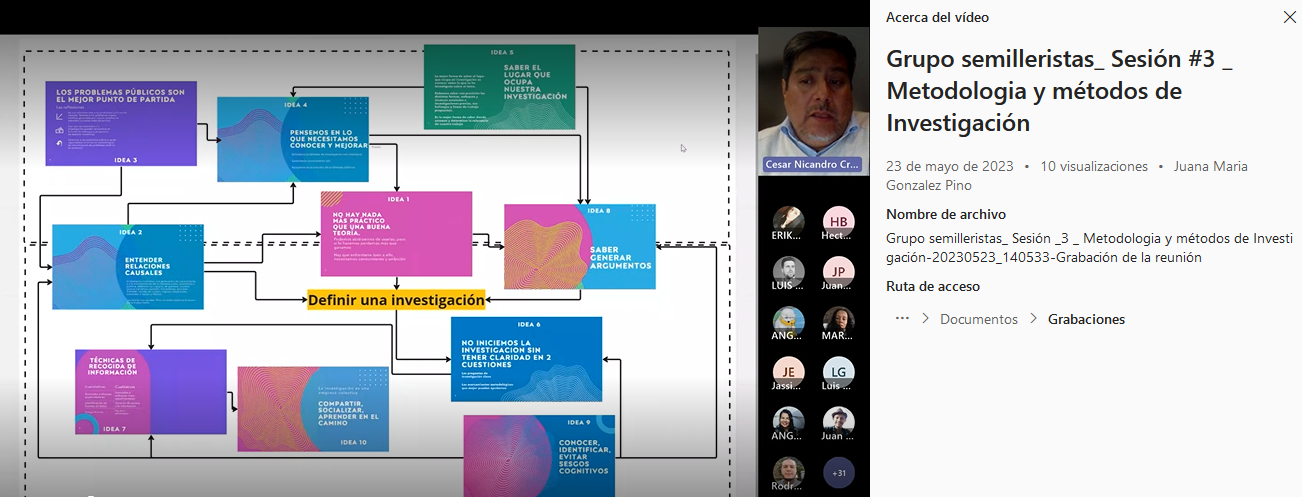 LOS PROBLEMAS PÚBLICOS SON
EL MEJOR PUNTO DE PARTIDA
IDEA 3
IDEA 4
PENSEMOS EN LO
QUE NECESITAMOS
CONOCER Y MEJORAR
IDEA 5
SABER EL
LUGAR QUE
OCUPA
NUESTRA
INVESTIGACIÓN
IDEA 2
ENTENDER
RELACIONES
CAUSALES
IDEA 1
NO HAY NADA
MÁS PRÁCTICO
QUE UNA BUENA
TEORÍA.
IDEA 8
SABER
GENERAR
ARGUMENTOS
Definir una investigación
IDEA 6
NO INICIEMOS LA
INVESTIGACION SIN
TENER CLARIDAD EN 2
CUESTIONES
TÉCNICAS DE
RECOGIDA DE
INFORMACIÓN
IDEA 7
COMPARTIR,
SOCIALIZAR,
APRENDER EN EL
CAMINO
IDEA 10
IDEA 9
CONOCER,
IDENTIFICAR,
EVITAR
SESGOS
COGNITIVOS
Cesar Nicandro Cr...
ERIK...
HB
Hect...
LUIS ...
JP
Juan...
ANG...
MAR...
JE
Jassi...
LG
Luis ...
ANG...
Juan ...
Rodr...
+31
Acerca del vídeo
Grupo semilleristas_ Sesión #3 _
Metodologia y métodos de
Investigación
23 de mayo de 2023 • 10 visualizaciones • Juana Maria
Gonzalez Pino
Nombre de archivo
Grupo semilleristas_ Sesión _3 _ Metodologia y métodos de Investi
gación-20230523_140533-Grabación de la reunión
Ruta de acceso
··· > Documentos > Grabaciones